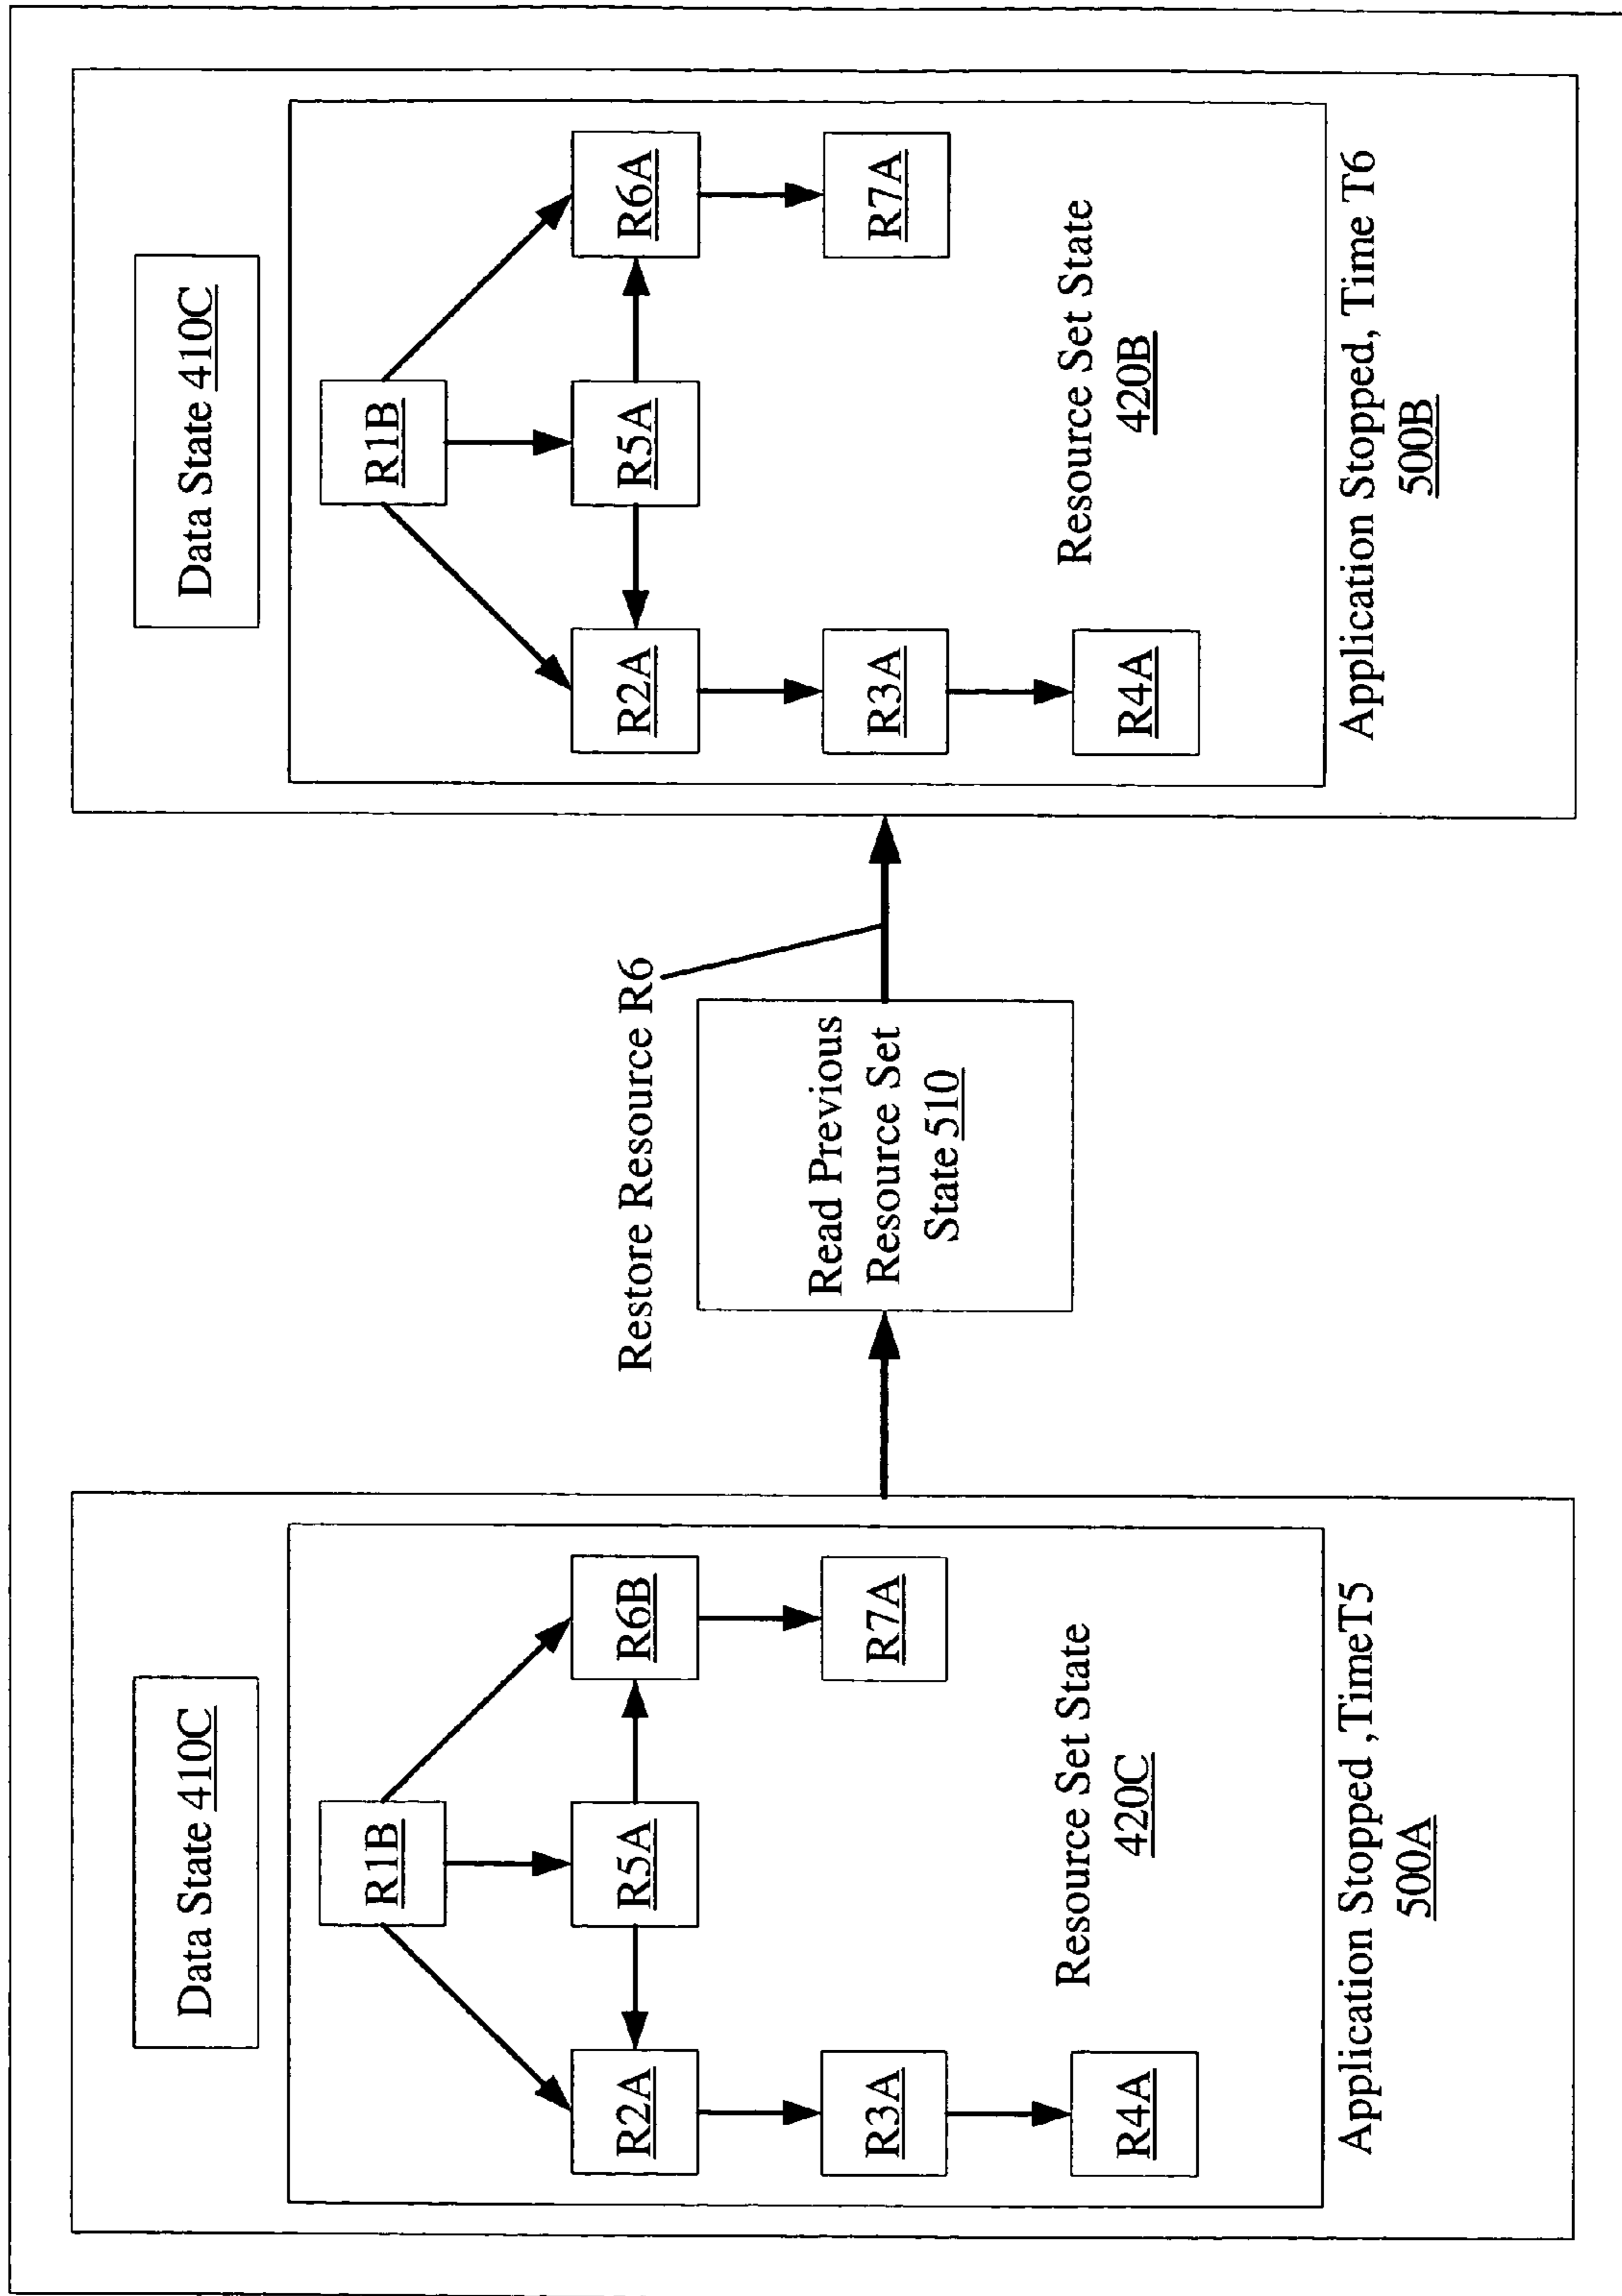 Data State 410C
R1B
R2A
R5A
R6B
R3A
R7A
R4A
Resource Set State
420C
Application Stopped ,TimeT5
500A
Restore Resource R6
Read Previous
Resource Set
State 510
Data State 410C
R1B
R2A
R5A
R6A
R3A
R7A
R4A
Resource Set State
420B
Application Stopped, Time T6
500B